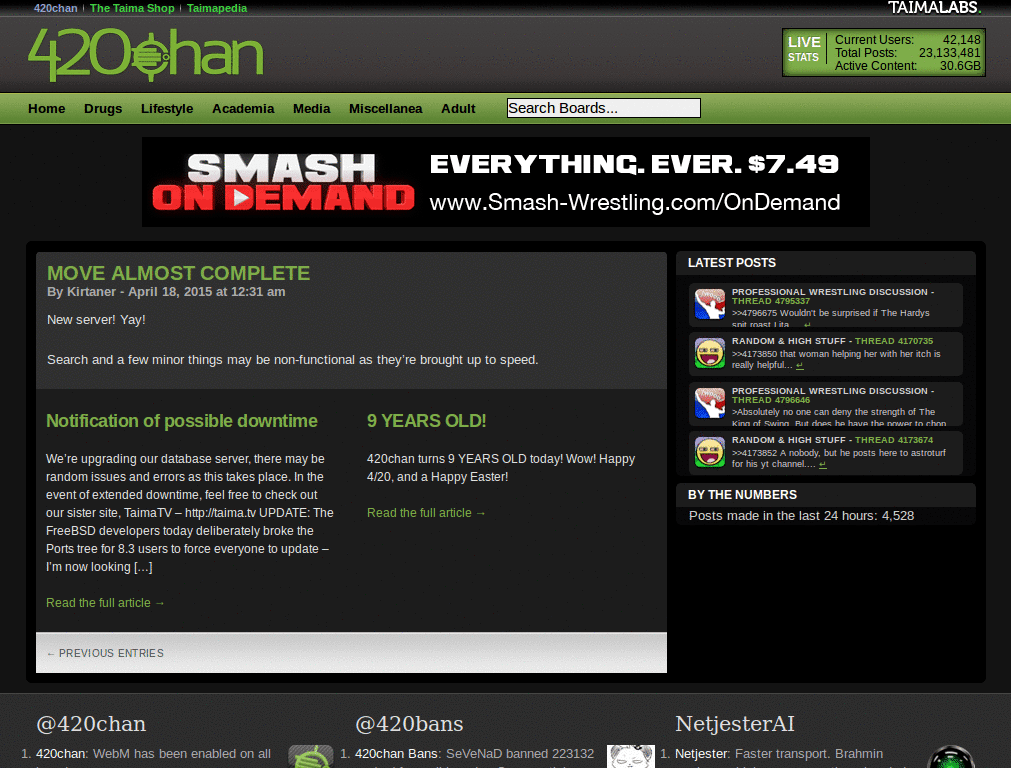 420chan | The Taima Shop | Taimapedia
TAIMALABS.
420chan
LIVE STATS
Current Users: 42,148
Total Posts: 23,133,481
Active Content: 30.6GB
Home Drugs Lifestyle Academia Media Miscellanea Adult
Search Boards...
SMASH ON DEMAND
EVERYTHING. EVER. $7.49
www.Smash-Wrestling.com/OnDemand
MOVE ALMOST COMPLETE
By Kirtaner - April 18, 2015 at 12:31 am
New server! Yay!
Search and a few minor things may be non-functional as they're brought up to speed.
Notification of possible downtime
We're upgrading our database server, there may be
random issues and errors as this takes place. In the
event of extended downtime, feel free to check out
our sister site, TaimaTV – http://taima.tv UPDATE: The
FreeBSD developers today deliberately broke the
Ports tree for 8.3 users to force everyone to update –
I'm now looking […]
Read the full article →
9 YEARS OLD!
420chan turns 9 YEARS OLD today! Wow! Happy
4/20, and a Happy Easter!
Read the full article →
← PREVIOUS ENTRIES
LATEST POSTS
PROFESSIONAL WRESTLING DISCUSSION -
THREAD 4795337
>>4796675 Wouldn't be surprised if The Hardys
spit roast Lita.... ↵
RANDOM & HIGH STUFF - THREAD 4170735
>>4173850 that woman helping her with her itch is
really helpful... ↵
PROFESSIONAL WRESTLING DISCUSSION -
THREAD 4796646
>Absolutely no one can deny the strength of The
King of Swing. But does he have the power to chop
RANDOM & HIGH STUFF - THREAD 4173674
>>4173852 A nobody, but he posts here to astroturf
for his yt channel.... ↵
BY THE NUMBERS
Posts made in the last 24 hours: 4,528
@420chan
1. 420chan: WebM has been enabled on all
@420bans
1. 420chan Bans: SeVeNaD banned 223132
NetjesterAI
1. Netjester: Faster transport. Brahmin